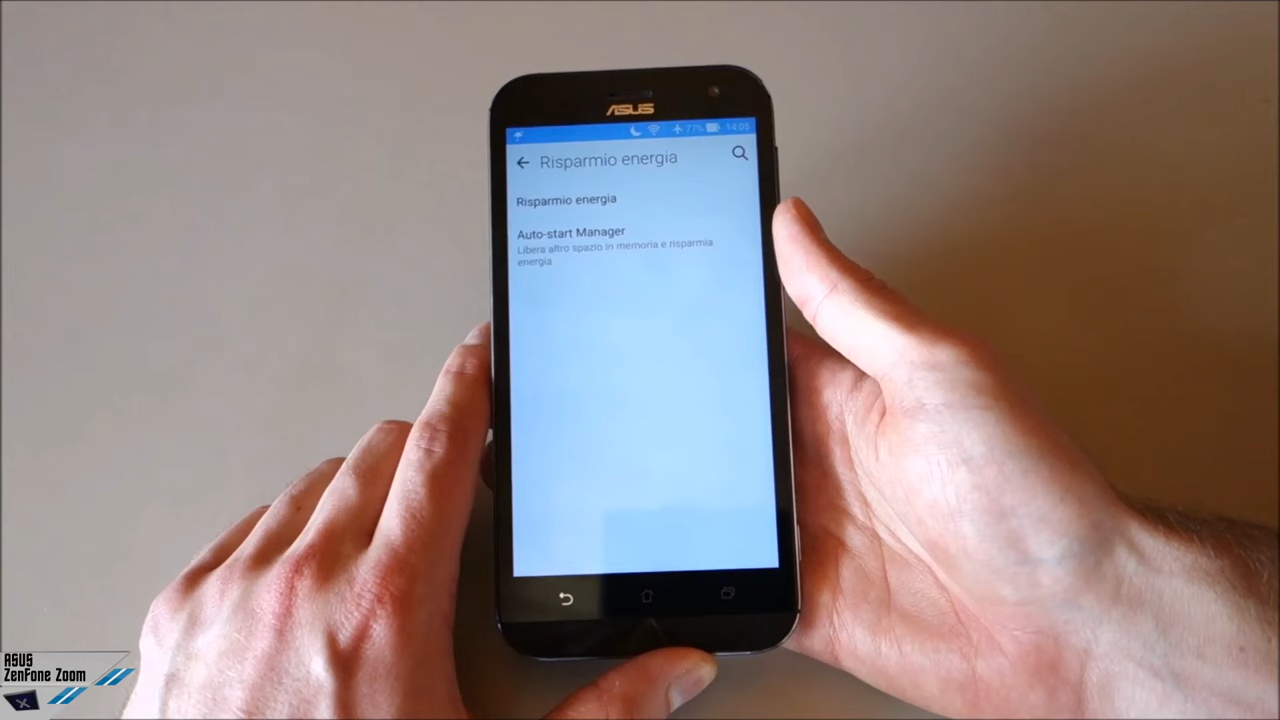 ASUS
77% 14:05
Risparmio energia
Risparmio energia
Auto-start Manager
Libera altro spazio in memoria e risparmia
energia
ASUS
ZenFone Zoom